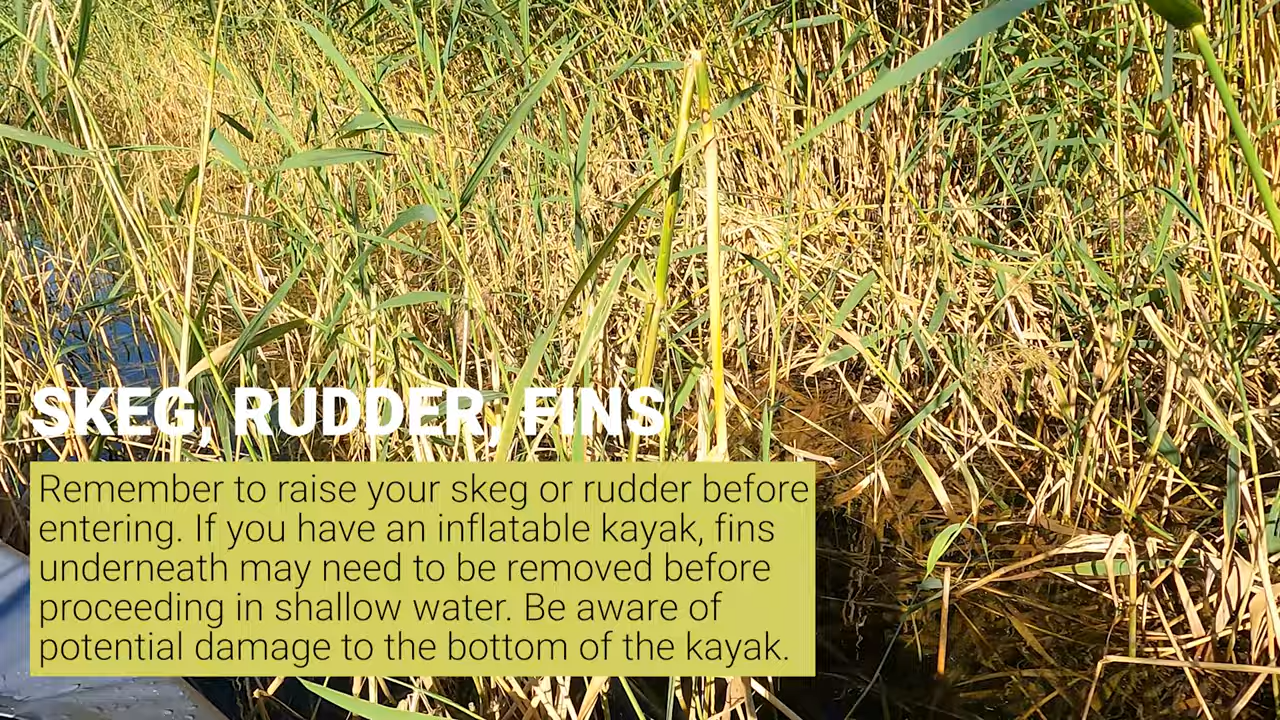 SKEG, RUDDER, FINS
Remember to raise your skeg or rudder before
entering. If you have an inflatable kayak, fins
underneath may need to be removed before
proceeding in shallow water. Be aware of
potential damage to the bottom of the kayak.